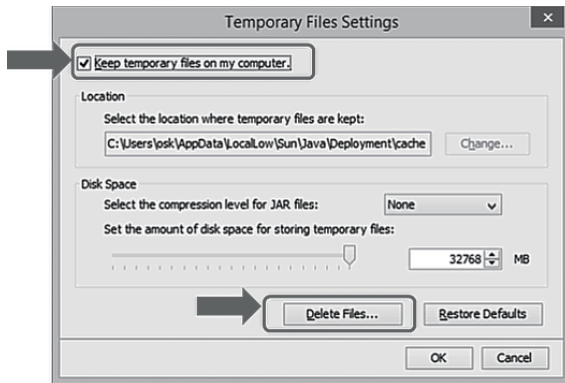 Temporary Files Settings
Keep temporary files on my computer.
Location
Select the location where temporary files are kept:
C:\Users\osk\AppData\LocalLow\Sun\Java\Deployment\cache
Change...
Disk Space
Select the compression level for JAR files:
None
Set the amount of disk space for storing temporary files:
32768 MB
Delete Files...
Restore Defaults
OK
Cancel